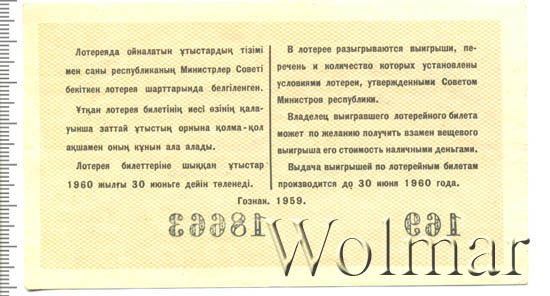 Лотереяда ойналатын ұтыстардың тізімі
мен саны республиканың Министрлер Советі
бекіткен лотерея шарттарында белгіленген.
Ұтқан лотерея билетінің иесі өзінің қала-
уынша заттай ұтыстың орнына қолма-қол
ақшамен оның құнын ала алады.
Лотерея билеттеріне шыққан ұтыстар
1960 жылғы 30 июньге дейін төленеді.
В лотерее разыгрываются выигрыши, пе-
речень и количество которых установлены
условиями лотереи, утвержденными Советом
Министров республики.
Владелец выигравшего лотерейного билета
может по желанию получить взамен вещевого
выигрыша его стоимость наличными деньгами.
Выдача выигрышей по лотерейным билетам
производится до 30 июня 1960 года.
Гознак. 1959.
18663
169
Wolmar